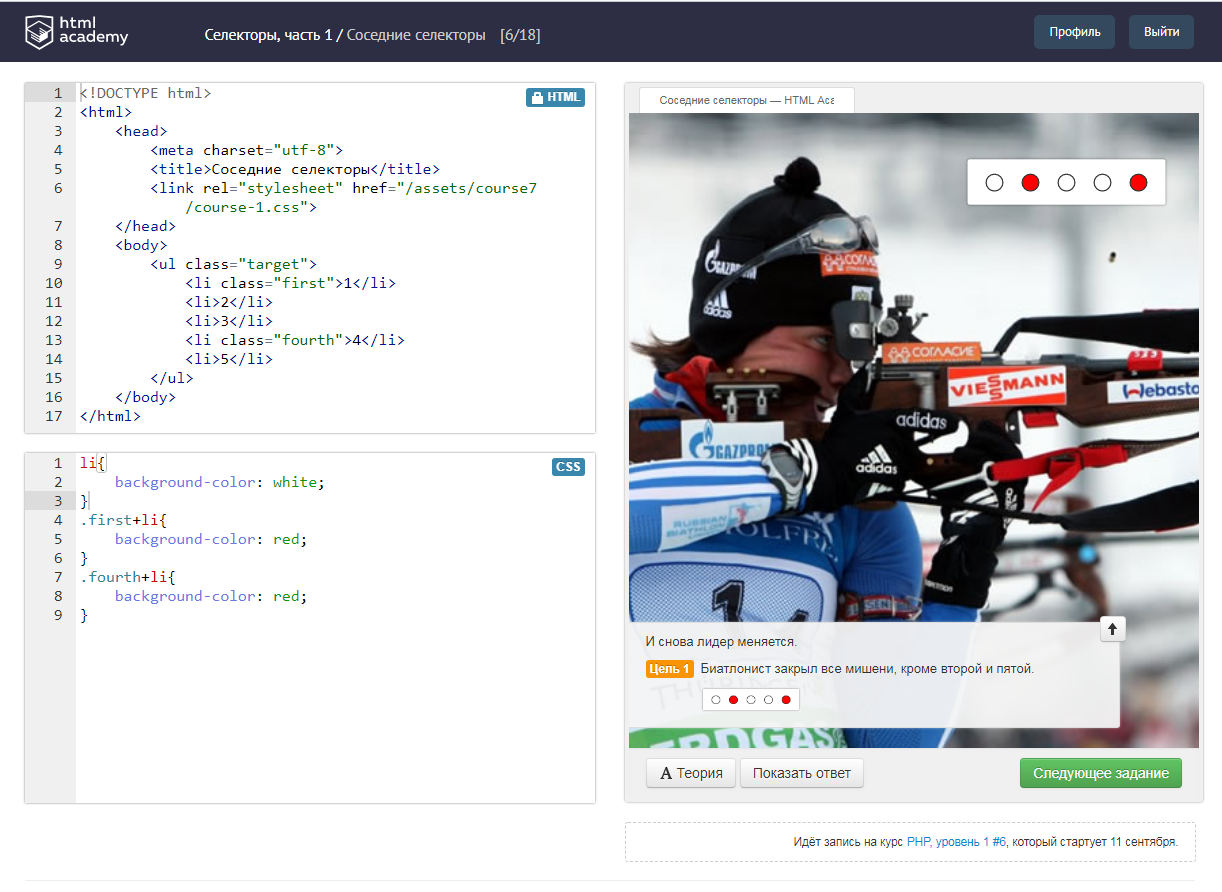 html
academy
Селекторы, часть 1 / Соседние селекторы [6/18]
Профиль
Выйти
HTML
1 <!DOCTYPE html>
2 <html>
3 <head>
4 <meta charset="utf-8">
5 <title>Соседние селекторы</title>
6 <link rel="stylesheet" href="/assets/course7
/course-1.css">
7 </head>
8 <body>
9 <ul class="target">
10 <li class="first">1</li>
11 <li>2</li>
12 <li>3</li>
13 <li class="fourth">4</li>
14 <li>5</li>
15 </ul>
16 </body>
17 </html>
CSS
1 li{
2 background-color: white;
3 }
4 .first+li{
5 background-color: red;
6 }
7 .fourth+li{
8 background-color: red;
9 }
Соседние селекторы — HTML Aca
GAZPROM
СОГЛАС
adidas
СОГЛАСИЕ
VIESSMANN
Webasto
adidas
adidas
GAZPROM
RUSSIAN
BIATHLON
1
И снова лидер меняется.
Цель 1 Биатлонист закрыл все мишени, кроме второй и пятой.
ERDGAS
A Теория
Показать ответ
Следующее задание
Идёт запись на курс PHP, уровень 1 #6, который стартует 11 сентября.